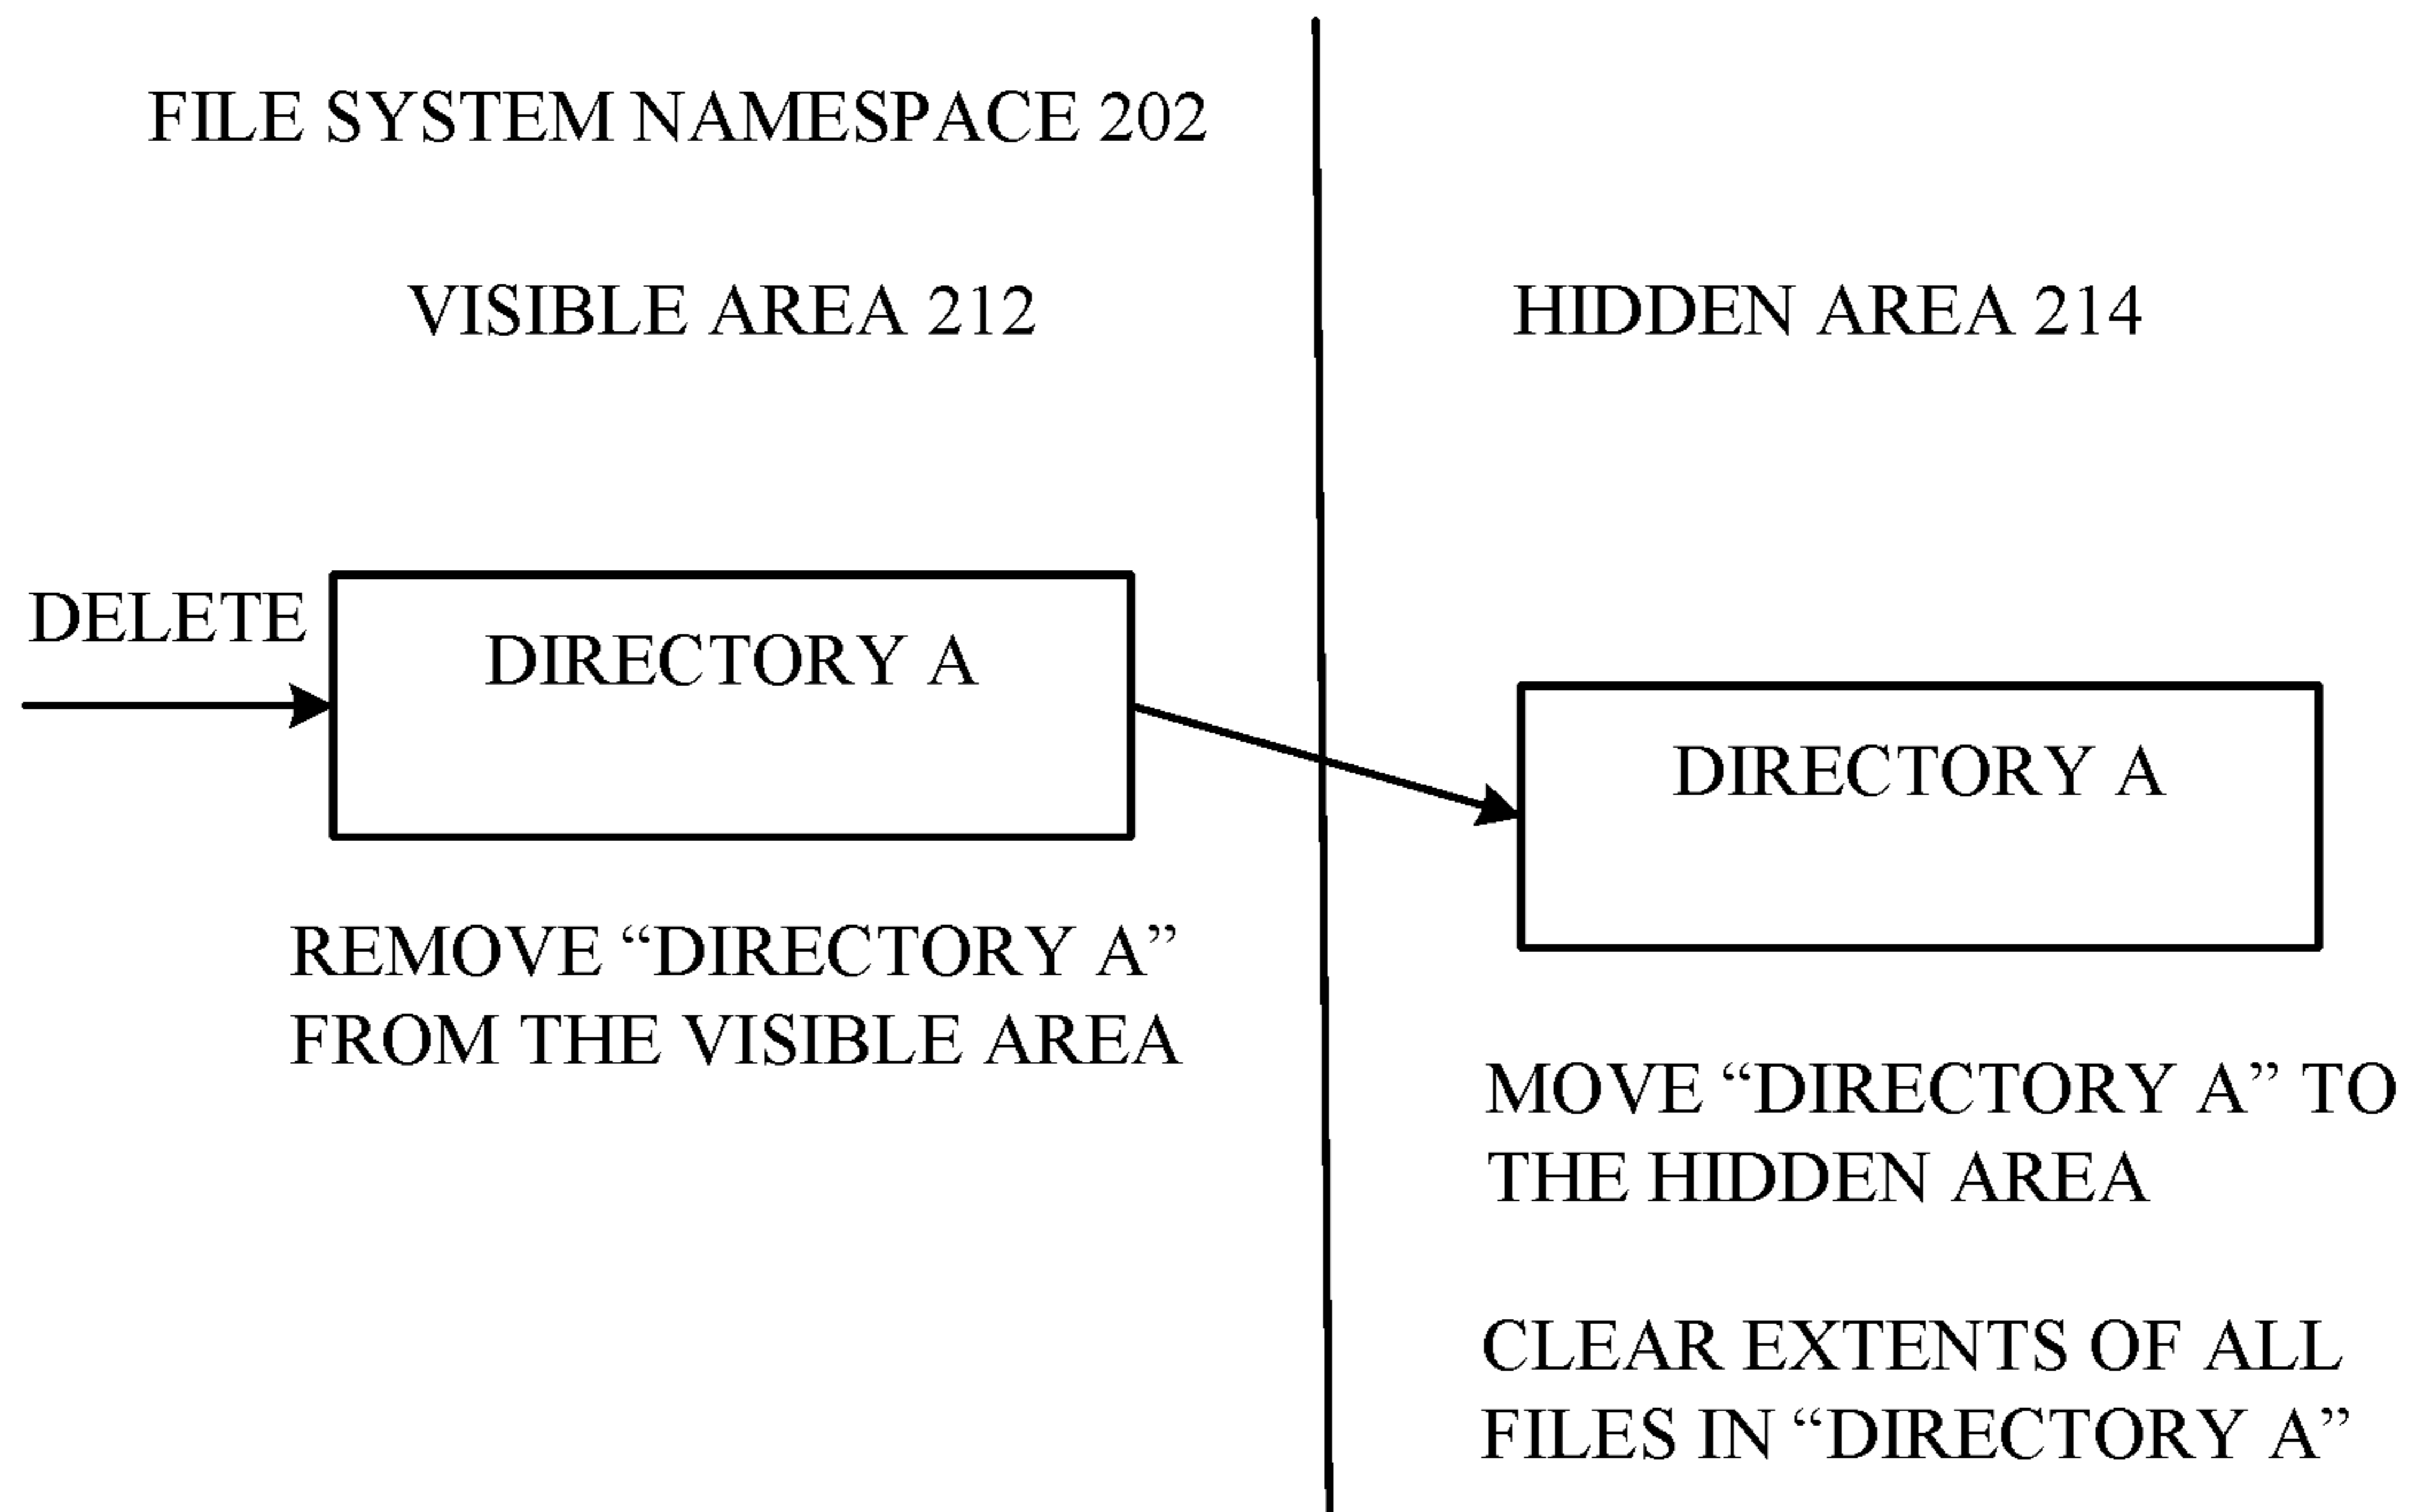 FILE SYSTEM NAMESPACE 202
VISIBLE AREA 212
HIDDEN AREA 214
DELETE
DIRECTORY A
DIRECTORY A
REMOVE “DIRECTORY A”
FROM THE VISIBLE AREA
MOVE “DIRECTORY A” TO
THE HIDDEN AREA
CLEAR EXTENTS OF ALL
FILES IN “DIRECTORY A”